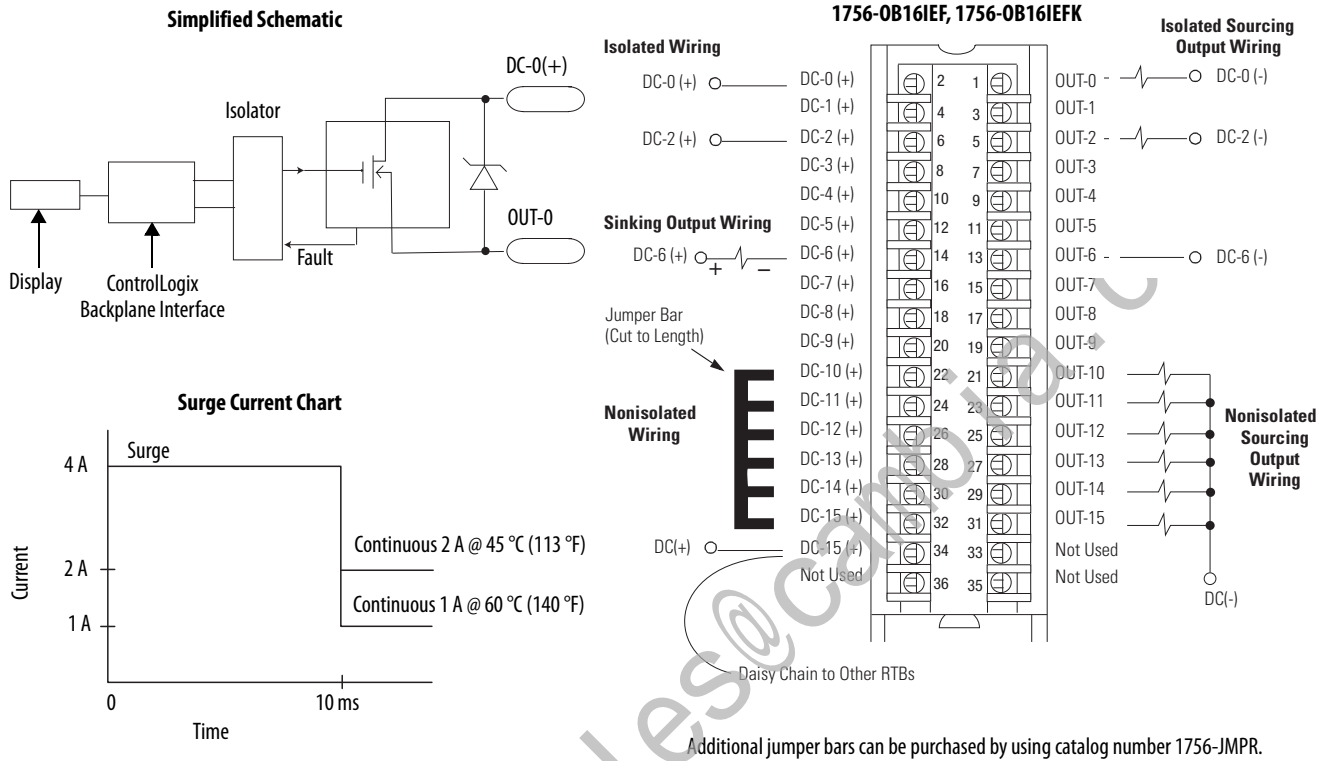 Simplified Schematic
DC-0(+)
Isolator
OUT-0
Fault
Display
ControlLogix
Backplane Interface
Surge Current Chart
Surge
4 A
2 A
1 A
Current
Continuous 2 A @ 45 °C (113 °F)
Continuous 1 A @ 60 °C (140 °F)
0
10 ms
Time
1756-OB16IEF, 1756-OB16IEFK
Isolated Wiring
Isolated Sourcing
Output Wiring
DC-0 (+) DC-0 (+) 2 1 OUT-0 DC-0 (-)
DC-1 (+) 4 3 OUT-1
DC-2 (+) DC-2 (+) 6 5 OUT-2 DC-2 (-)
DC-3 (+) 8 7 OUT-3
DC-4 (+) 10 9 OUT-4
Sinking Output Wiring
DC-5 (+) 12 11 OUT-5
DC-6 (+) + – DC-6 (+) 14 13 OUT-6 DC-6 (-)
DC-7 (+) 16 15 OUT-7
DC-8 (+) 18 17 OUT-8
DC-9 (+) 20 19 OUT-9
Jumper Bar
(Cut to Length)
DC-10 (+) 22 21 OUT-10
DC-11 (+) 24 23 OUT-11
DC-12 (+) 26 25 OUT-12
DC-13 (+) 28 27 OUT-13
DC-14 (+) 30 29 OUT-14
DC-15 (+) 32 31 OUT-15
Nonisolated
Wiring
Nonisolated
Sourcing
Output
Wiring
DC(+) DC-15 (+) 34 33 Not Used
Not Used 36 35 Not Used
DC(-)
Daisy Chain to Other RTBs
Additional jumper bars can be purchased by using catalog number 1756-JMPR.
les@cambia.c